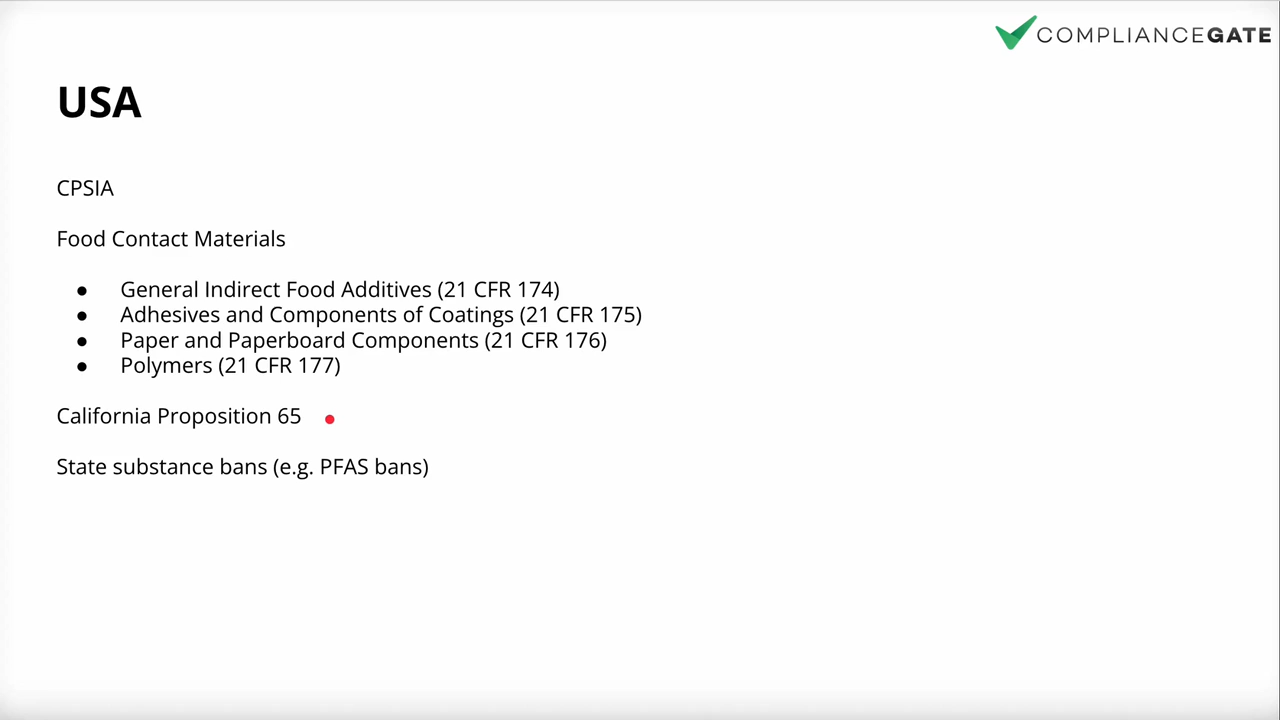 COMPLIANCEGATE
USA
CPSIA
Food Contact Materials
● General Indirect Food Additives (21 CFR 174)
● Adhesives and Components of Coatings (21 CFR 175)
● Paper and Paperboard Components (21 CFR 176)
● Polymers (21 CFR 177)
California Proposition 65
State substance bans (e.g. PFAS bans)